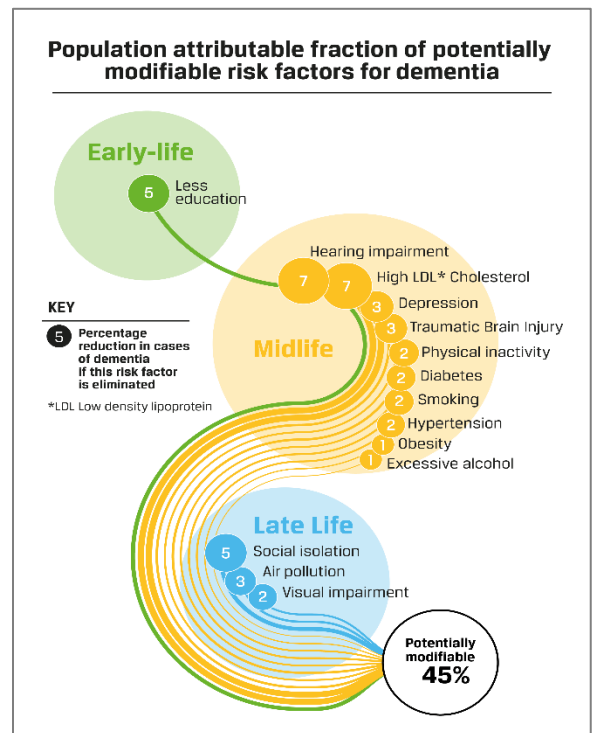 Population attributable fraction of potentially
modifiable risk factors for dementia
Early-life
5
Less
education
Hearing impairment
7
7
High LDL* Cholesterol
3
Depression
3
Traumatic Brain Injury
Midlife
2
Physical inactivity
2
Diabetes
2
Smoking
2
Hypertension
1
Obesity
1
Excessive alcohol
KEY
5
Percentage
reduction in cases
of dementia
if this risk factor
is eliminated
*LDL Low density lipoprotein
Late Life
5
Social isolation
3
Air pollution
2
Visual impairment
Potentially
modifiable
45%